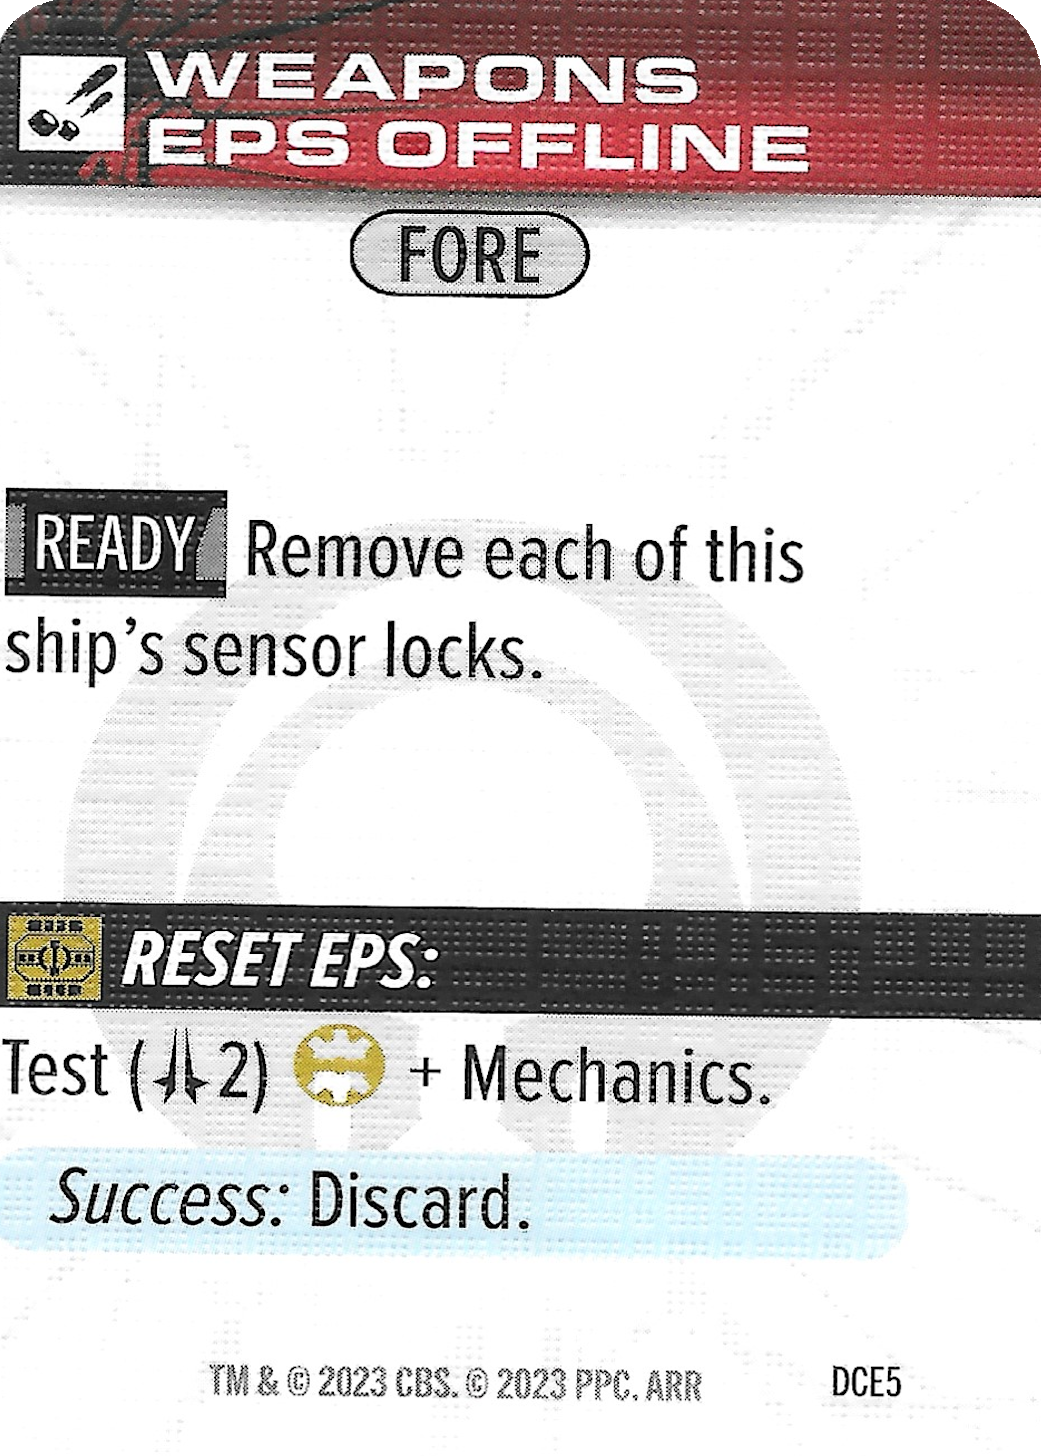 WEAPONS
EPS OFFLINE
FORE
READY Remove each of this
ship’s sensor locks.
RESET EPS:
Test (2) + Mechanics.
Success: Discard.
TM & © 2023 CBS. © 2023 PPC. ARR DCE5